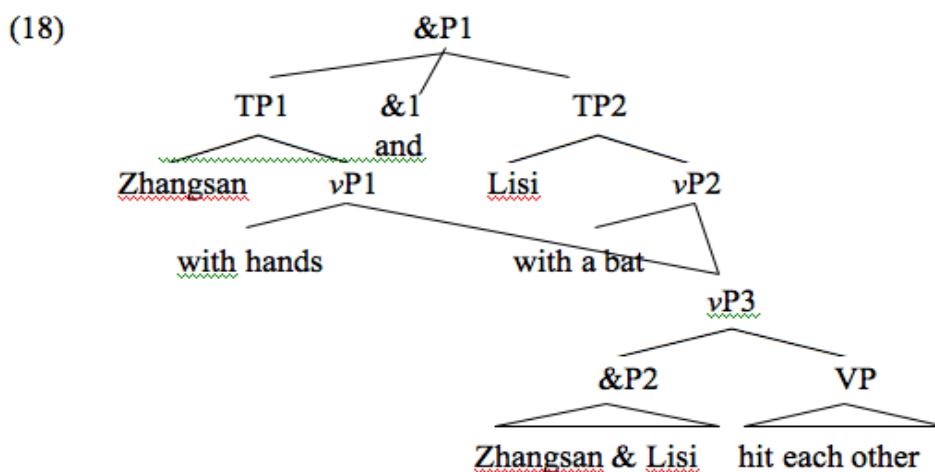 (18) &P1
TP1 &1 TP2
and
Zhangsan vP1 Lisi vP2
with hands with a bat
vP3
&P2 VP
Zhangsan & Lisi hit each other